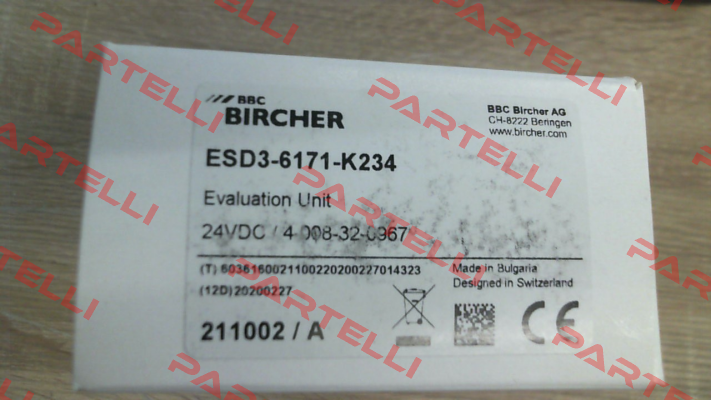 BBC
BIRCHER
BBC Bircher AG
CH-8222 Beringen
www.bircher.com
ESD3-6171-K234
Evaluation Unit
24VDC / 4-008-32-0967
(T) 6036160021100220200227014323
(12D)20200227
Made in Bulgaria
Designed in Switzerland
211002 / A
CE
PARTELLI
PARTELLI
PARTELLI
PARTELLI
PARTELLI
PARTELLI